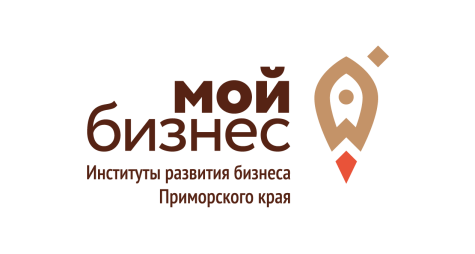 мой
бизнес
Институты развития бизнеса
Приморского края